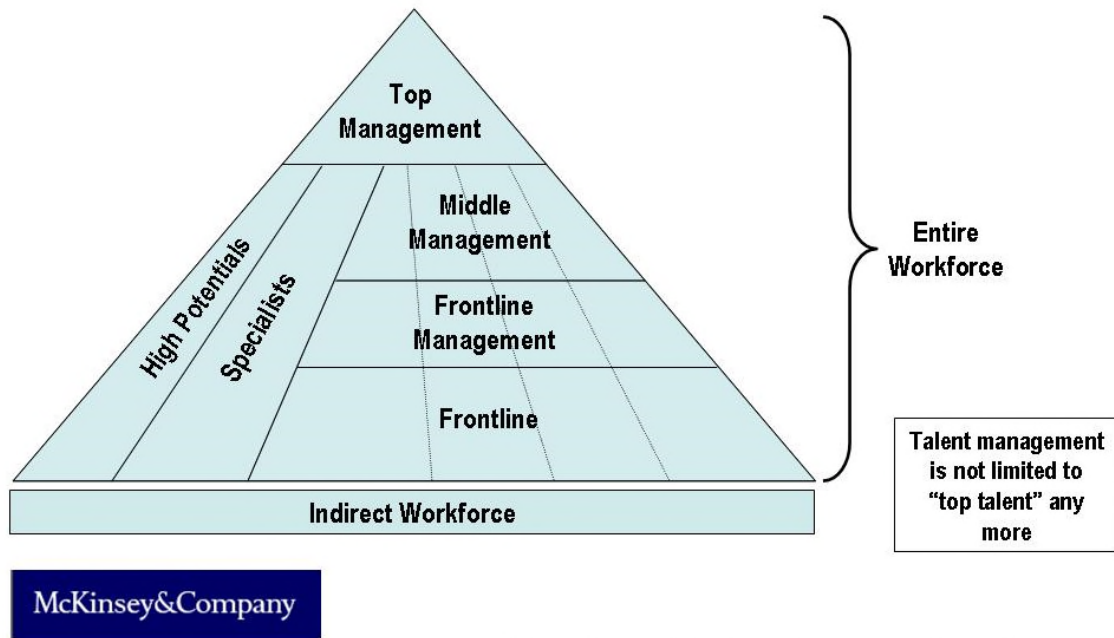 Top
Management
Middle
Management
High Potentials
Specialists
Frontline
Management
Frontline
Indirect Workforce
Entire
Workforce
Talent management
is not limited to
“top talent” any
more
McKinsey&Company